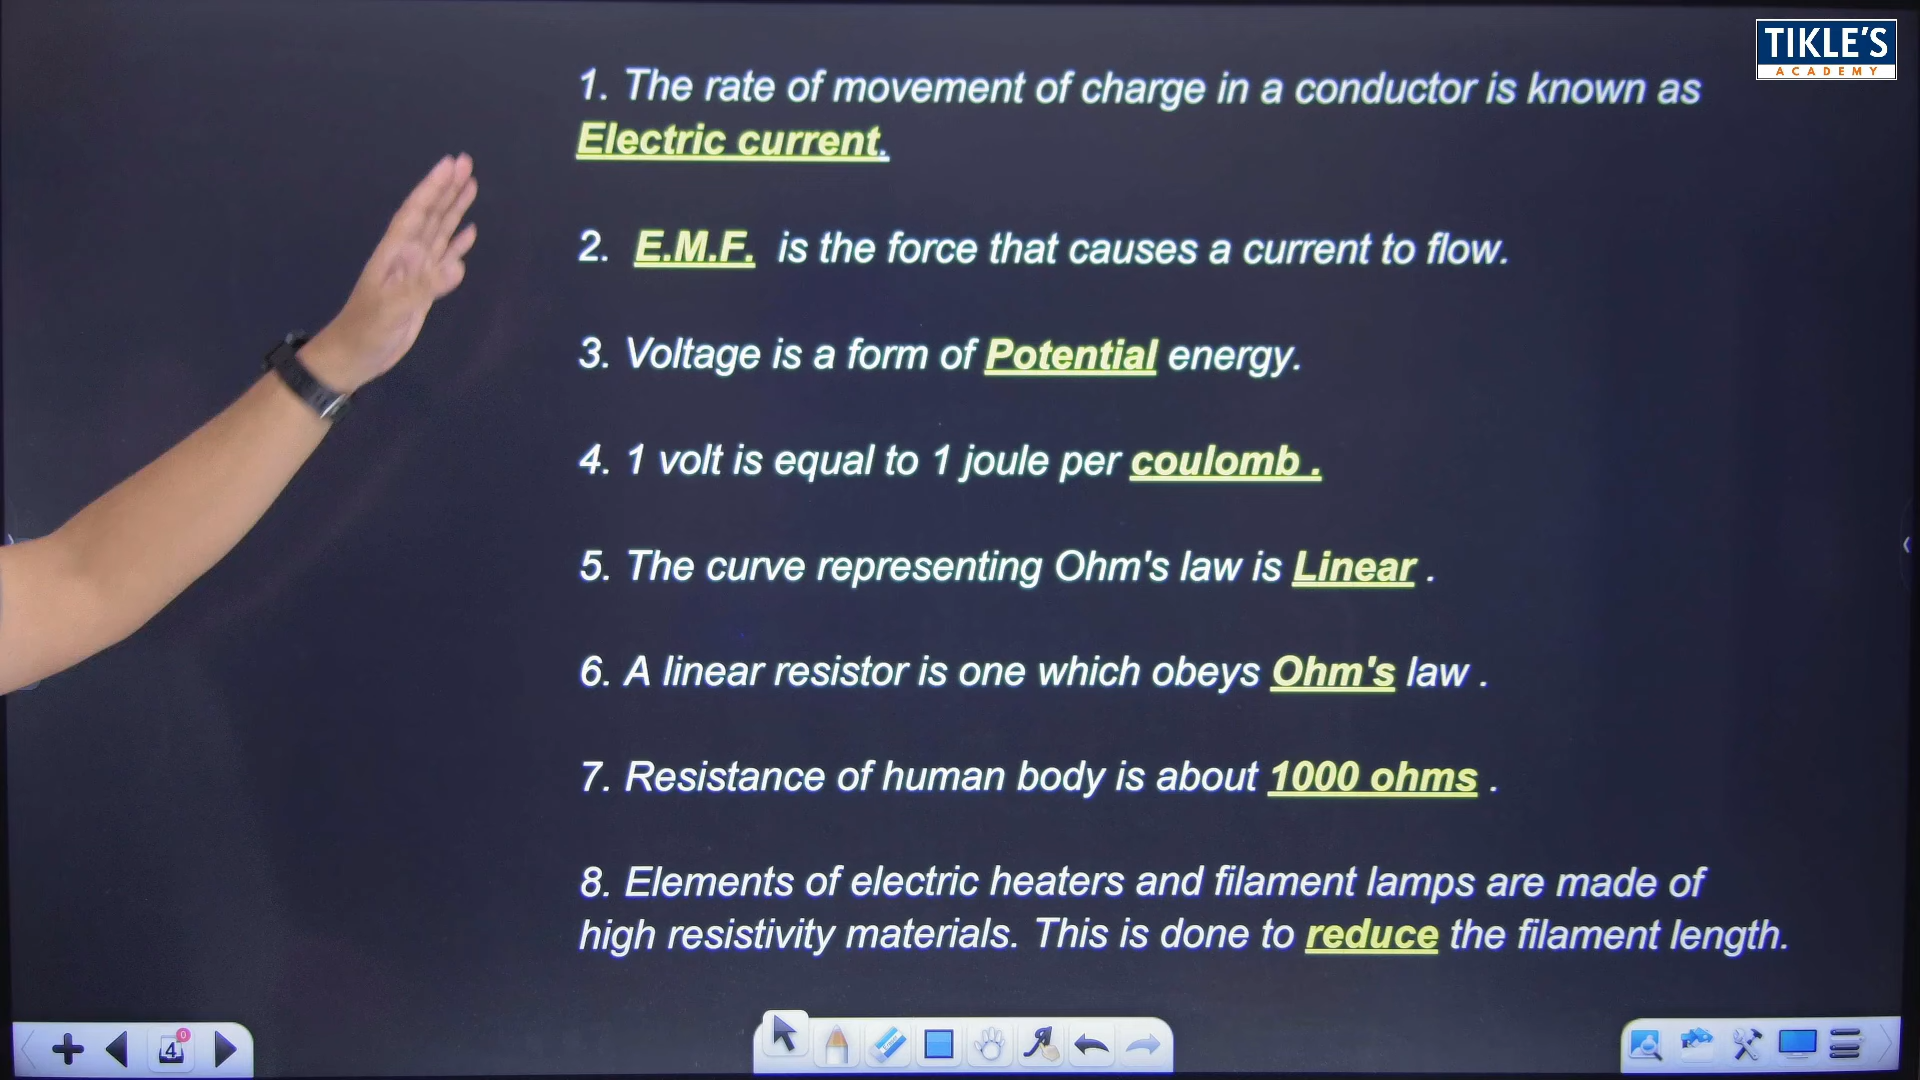 TIKLE'S
ACADEMY
1. The rate of movement of charge in a conductor is known as
Electric current.
2. E.M.F. is the force that causes a current to flow.
3. Voltage is a form of Potential energy.
4. 1 volt is equal to 1 joule per coulomb .
5. The curve representing Ohm's law is Linear .
6. A linear resistor is one which obeys Ohm's law .
7. Resistance of human body is about 1000 ohms .
8. Elements of electric heaters and filament lamps are made of
high resistivity materials. This is done to reduce the filament length.
4
0